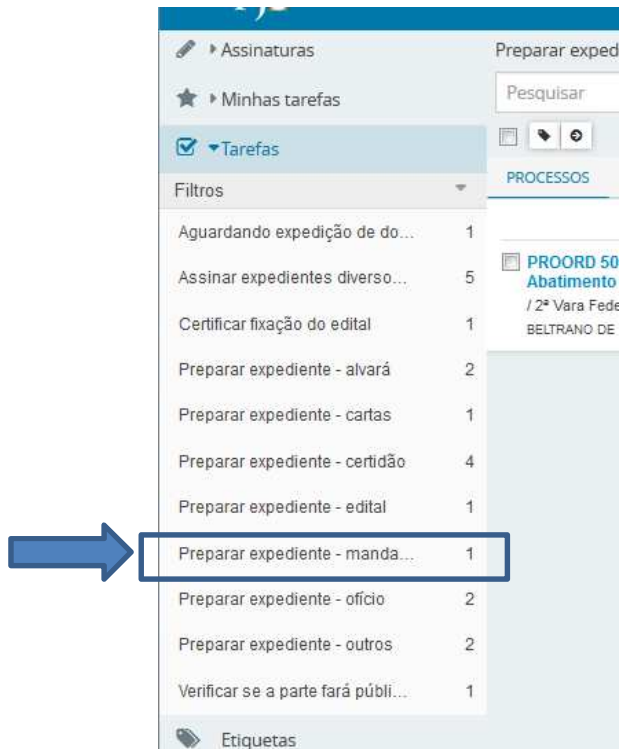 Assinaturas
Preparar exped
Minhas tarefas
Pesquisar
Tarefas
PROCESSOS
Filtros
Aguardando expedição de do... 1
Assinar expedientes diverso... 5
Certificar fixação do edital 1
Preparar expediente - alvará 2
Preparar expediente - cartas 1
Preparar expediente - certidão 4
Preparar expediente - edital 1
Preparar expediente - manda... 1
Preparar expediente - ofício 2
Preparar expediente - outros 2
Verificar se a parte fará públi... 1
Etiquetas
PROORD 50
Abatimento
/ 2ª Vara Fede
BELTRANO DE